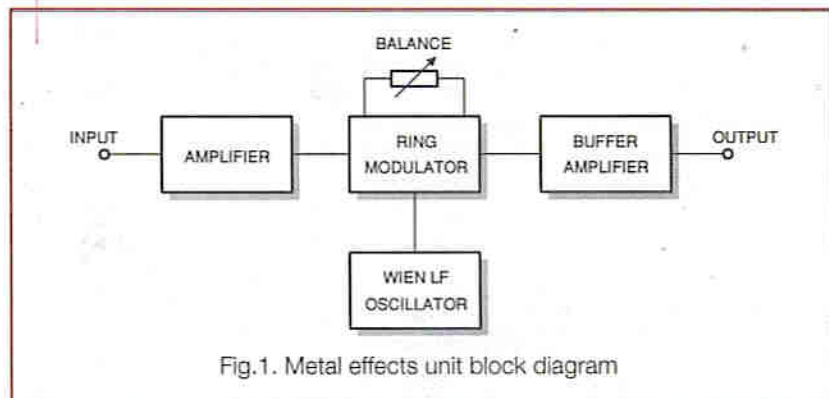 BALANCE
INPUT
AMPLIFIER
RING
MODULATOR
BUFFER
AMPLIFIER
OUTPUT
WIEN LF
OSCILLATOR
Fig.1. Metal effects unit block diagram